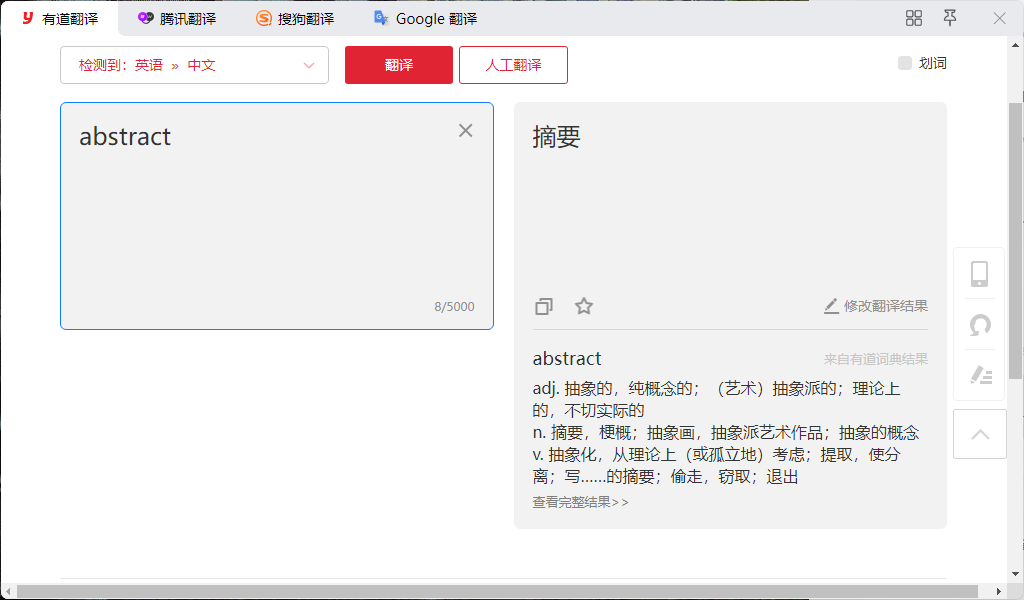 有道翻译
腾讯翻译
搜狗翻译
Google 翻译
检测到：英语 » 中文
翻译
人工翻译
划词
abstract
8/5000
摘要
修改翻译结果
abstract
来自有道词典结果
adj. 抽象的，纯概念的；（艺术）抽象派的；理论上
的，不切实际的
n. 摘要，梗概；抽象画，抽象派艺术作品；抽象的概念
v. 抽象化，从理论上（或孤立地）考虑；提取，使分
离；写……的摘要；偷走，窃取；退出
查看完整结果>>